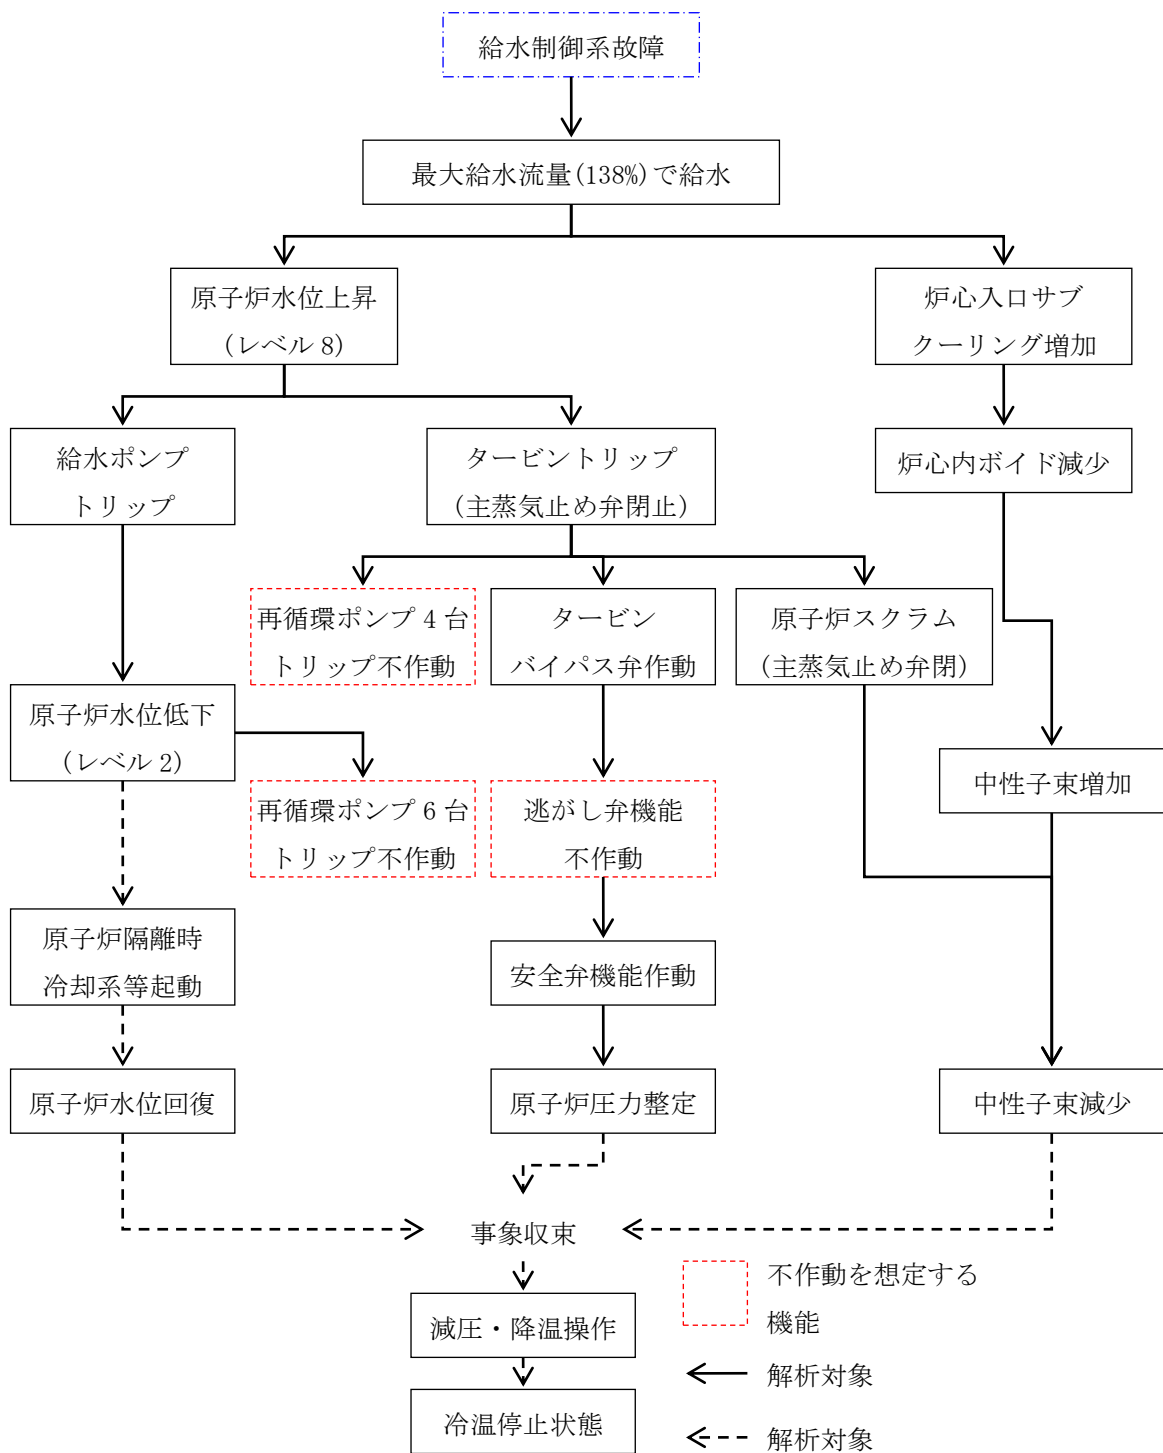 給水制御系故障
最大給水流量(138%)で給水
原子炉水位上昇
(レベル 8)
炉心入口サブ
クーリング増加
給水ポンプ
トリップ
タービントリップ
(主蒸気止め弁閉止)
炉心内ボイド減少
再循環ポンプ 4 台
トリップ不作動
タービン
バイパス弁作動
原子炉スクラム
(主蒸気止め弁閉)
原子炉水位低下
(レベル 2)
中性子束増加
再循環ポンプ 6 台
トリップ不作動
逃がし弁機能
不作動
原子炉隔離時
冷却系等起動
安全弁機能作動
原子炉水位回復
原子炉圧力整定
中性子束減少
事象収束
不作動を想定する
機能
減圧・降温操作
解析対象
冷温停止状態
解析対象